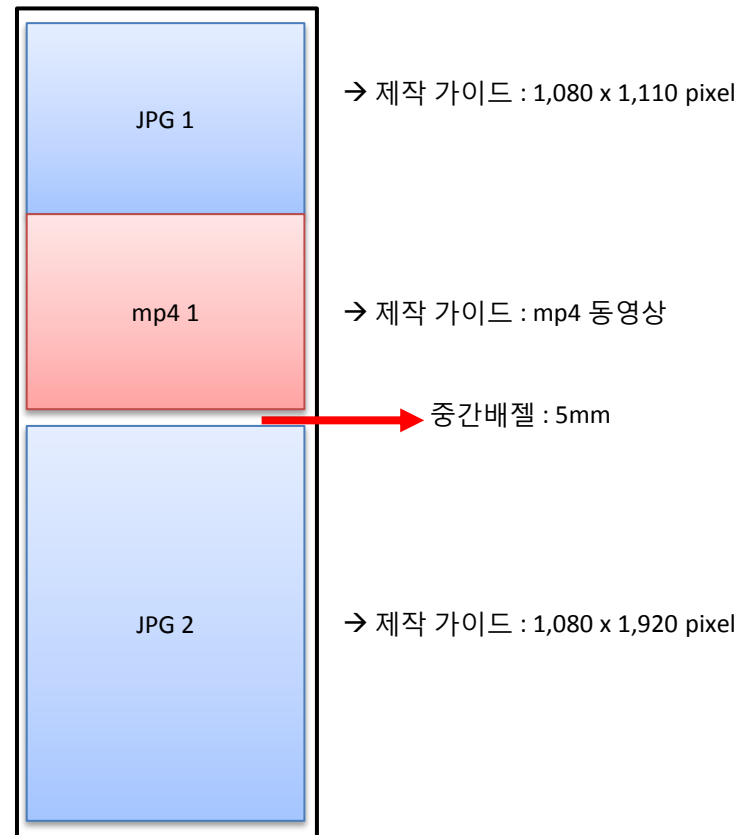 JPG 1
→ 제작 가이드 : 1,080 x 1,110 pixel
mp4 1
→ 제작 가이드 : mp4 동영상
중간배젤 : 5mm
JPG 2
→ 제작 가이드 : 1,080 x 1,920 pixel